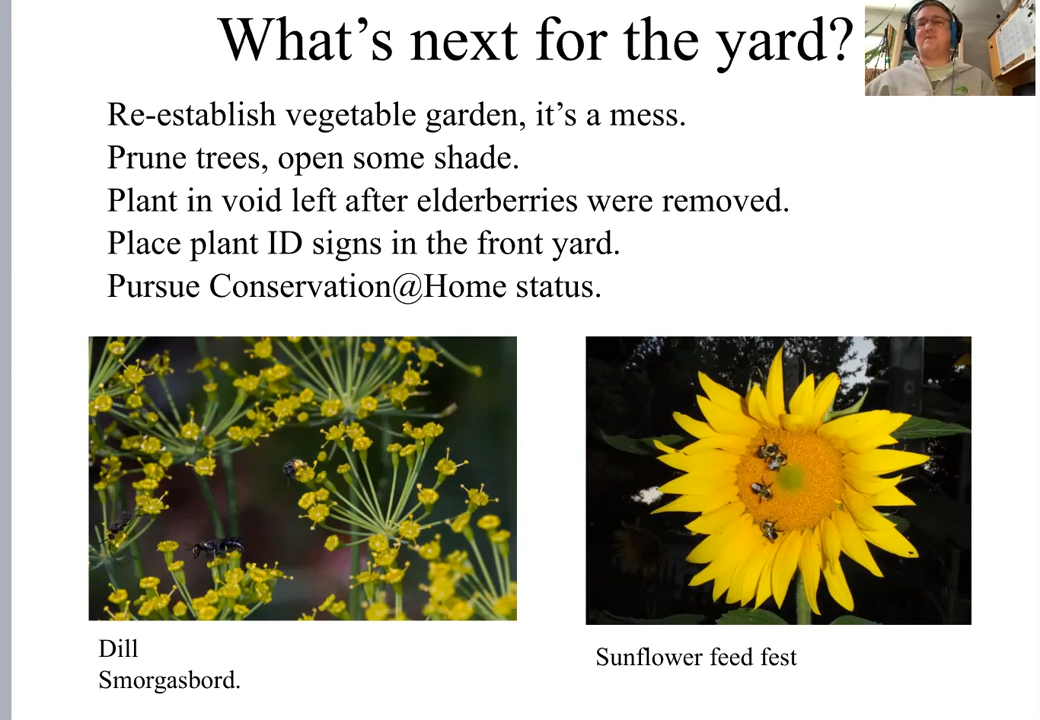 What's next for the yard?
Re-establish vegetable garden, it's a mess.
Prune trees, open some shade.
Plant in void left after elderberries were removed.
Place plant ID signs in the front yard.
Pursue Conservation@Home status.
Dill
Smorgasbord.
Sunflower feed fest